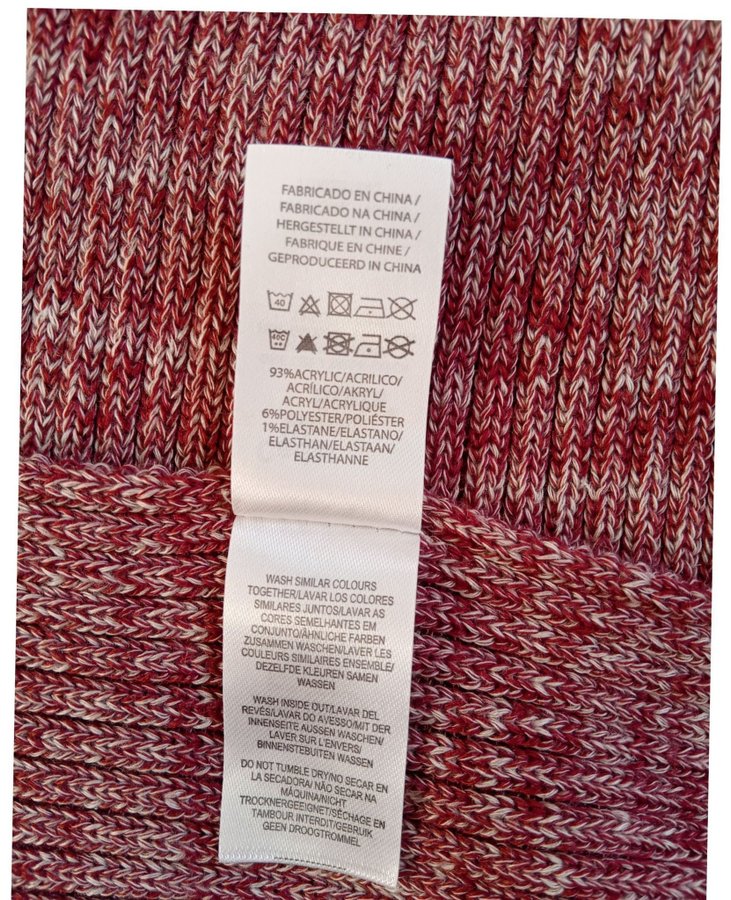 FABRICADO EN CHINA /
FABRICADO NA CHINA /
HERGESTELLT IN CHINA /
FABRIQUE EN CHINE /
GEPRODUCEERD IN CHINA
40
40C
93%ACRYLIC/ACRILICO/
ACRÍLICO/AKRYL/
ACRYL/ACRYLIQUE
6%POLYESTER/POLIÉSTER
1%ELASTANE/ELASTANO/
ELASTHAN/ELASTAAN/
ELASTHANNE
WASH SIMILAR COLOURS
TOGETHER/LAVAR LOS COLORES
SIMILARES JUNTOS/LAVAR AS
CORES SEMELHANTES EM
CONJUNTO/ÄHNLICHE FARBEN
ZUSAMMEN WASCHEN/LAVER LES
COULEURS SIMILAIRES ENSEMBLE/
DEZELFDE KLEUREN SAMEN
WASSEN
WASH INSIDE OUT/LAVAR DEL
REVÉS/LAVAR DO AVESSO/MIT DER
INNENSEITE AUSSEN WASCHEN/
LAVER SUR L'ENVERS/
BINNENSTEBUITEN WASSEN
DO NOT TUMBLE DRY/NO SECAR EN
LA SECADORA/ NÃO SECAR NA
MÁQUINA/NICHT
TROCKNERGEEIGNET/SÉCHAGE EN
TAMBOUR INTERDIT/GEBRUIK
GEEN DROOGTROMMEL